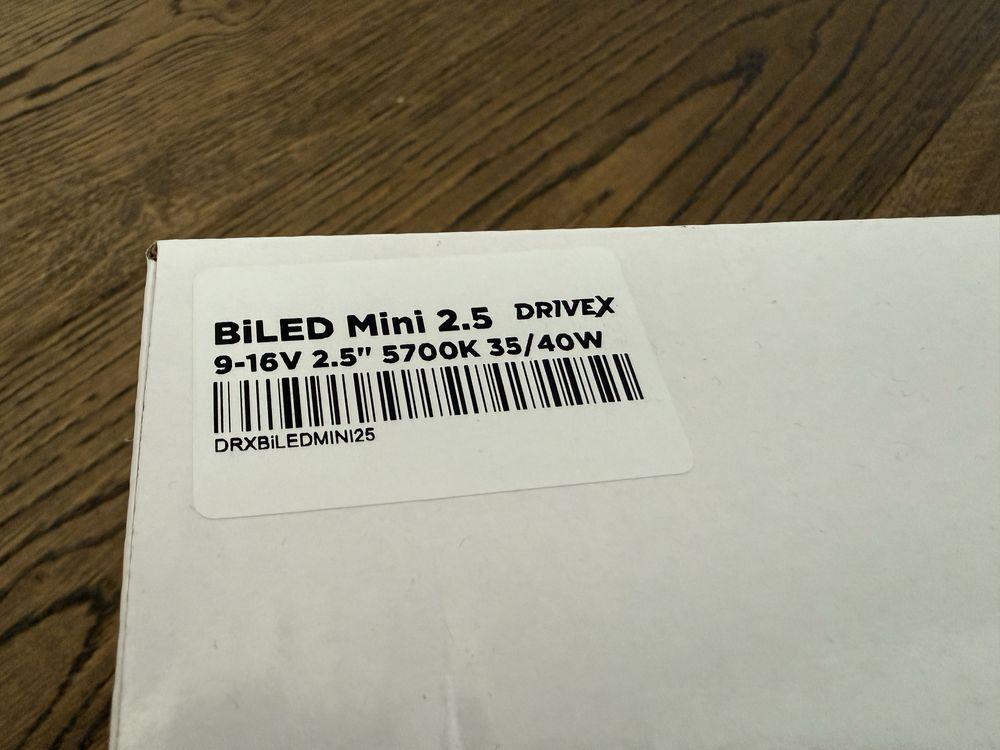 BiLED Mini 2.5 DRIVEX
9-16V 2.5" 5700K 35/40W
DRXBiLEDMINI25